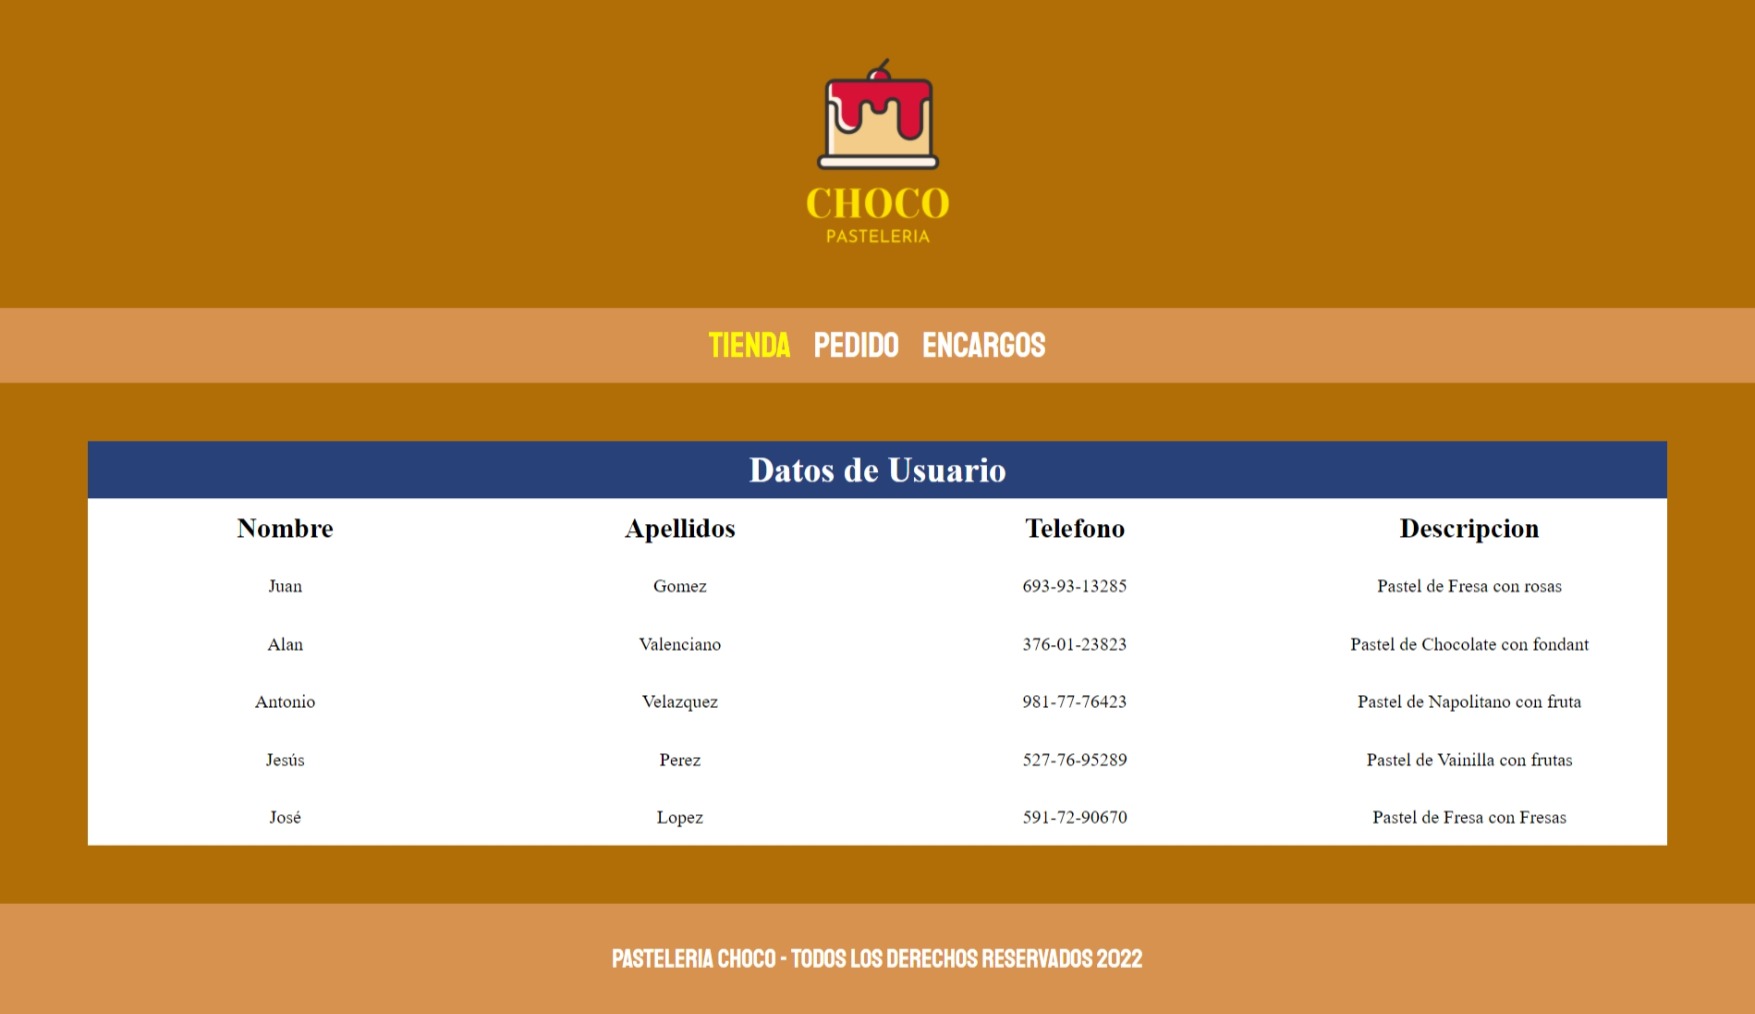 CHOCO
PASTELERIA
TIENDA PEDIDO ENCARGOS
Datos de Usuario
Nombre Apellidos Telefono Descripcion
Juan Gomez 693-93-13285 Pastel de Fresa con rosas
Alan Valenciano 376-01-23823 Pastel de Chocolate con fondant
Antonio Velazquez 981-77-76423 Pastel de Napolitano con fruta
Jesús Perez 527-76-95289 Pastel de Vainilla con frutas
José Lopez 591-72-90670 Pastel de Fresa con Fresas
PASTELERIA CHOCO - TODOS LOS DERECHOS RESERVADOS 2022